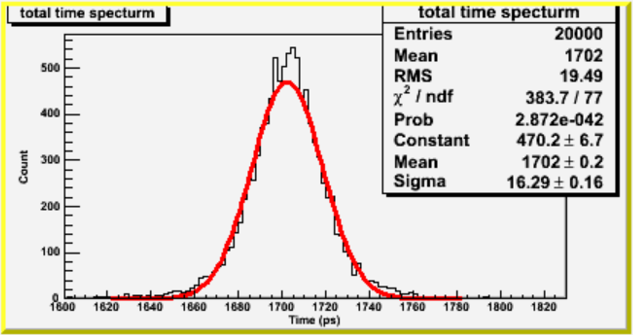 total time specturm
total time specturm
Entries 20000
Mean 1702
RMS 19.49
χ² / ndf 383.7 / 77
Prob 2.872e-042
Constant 470.2 ± 6.7
Mean 1702 ± 0.2
Sigma 16.29 ± 0.16
500
400
300
200
100
0
Count
1600 1620 1640 1660 1680 1700 1720 1740 1760 1780 1800 1820
Time (ps)